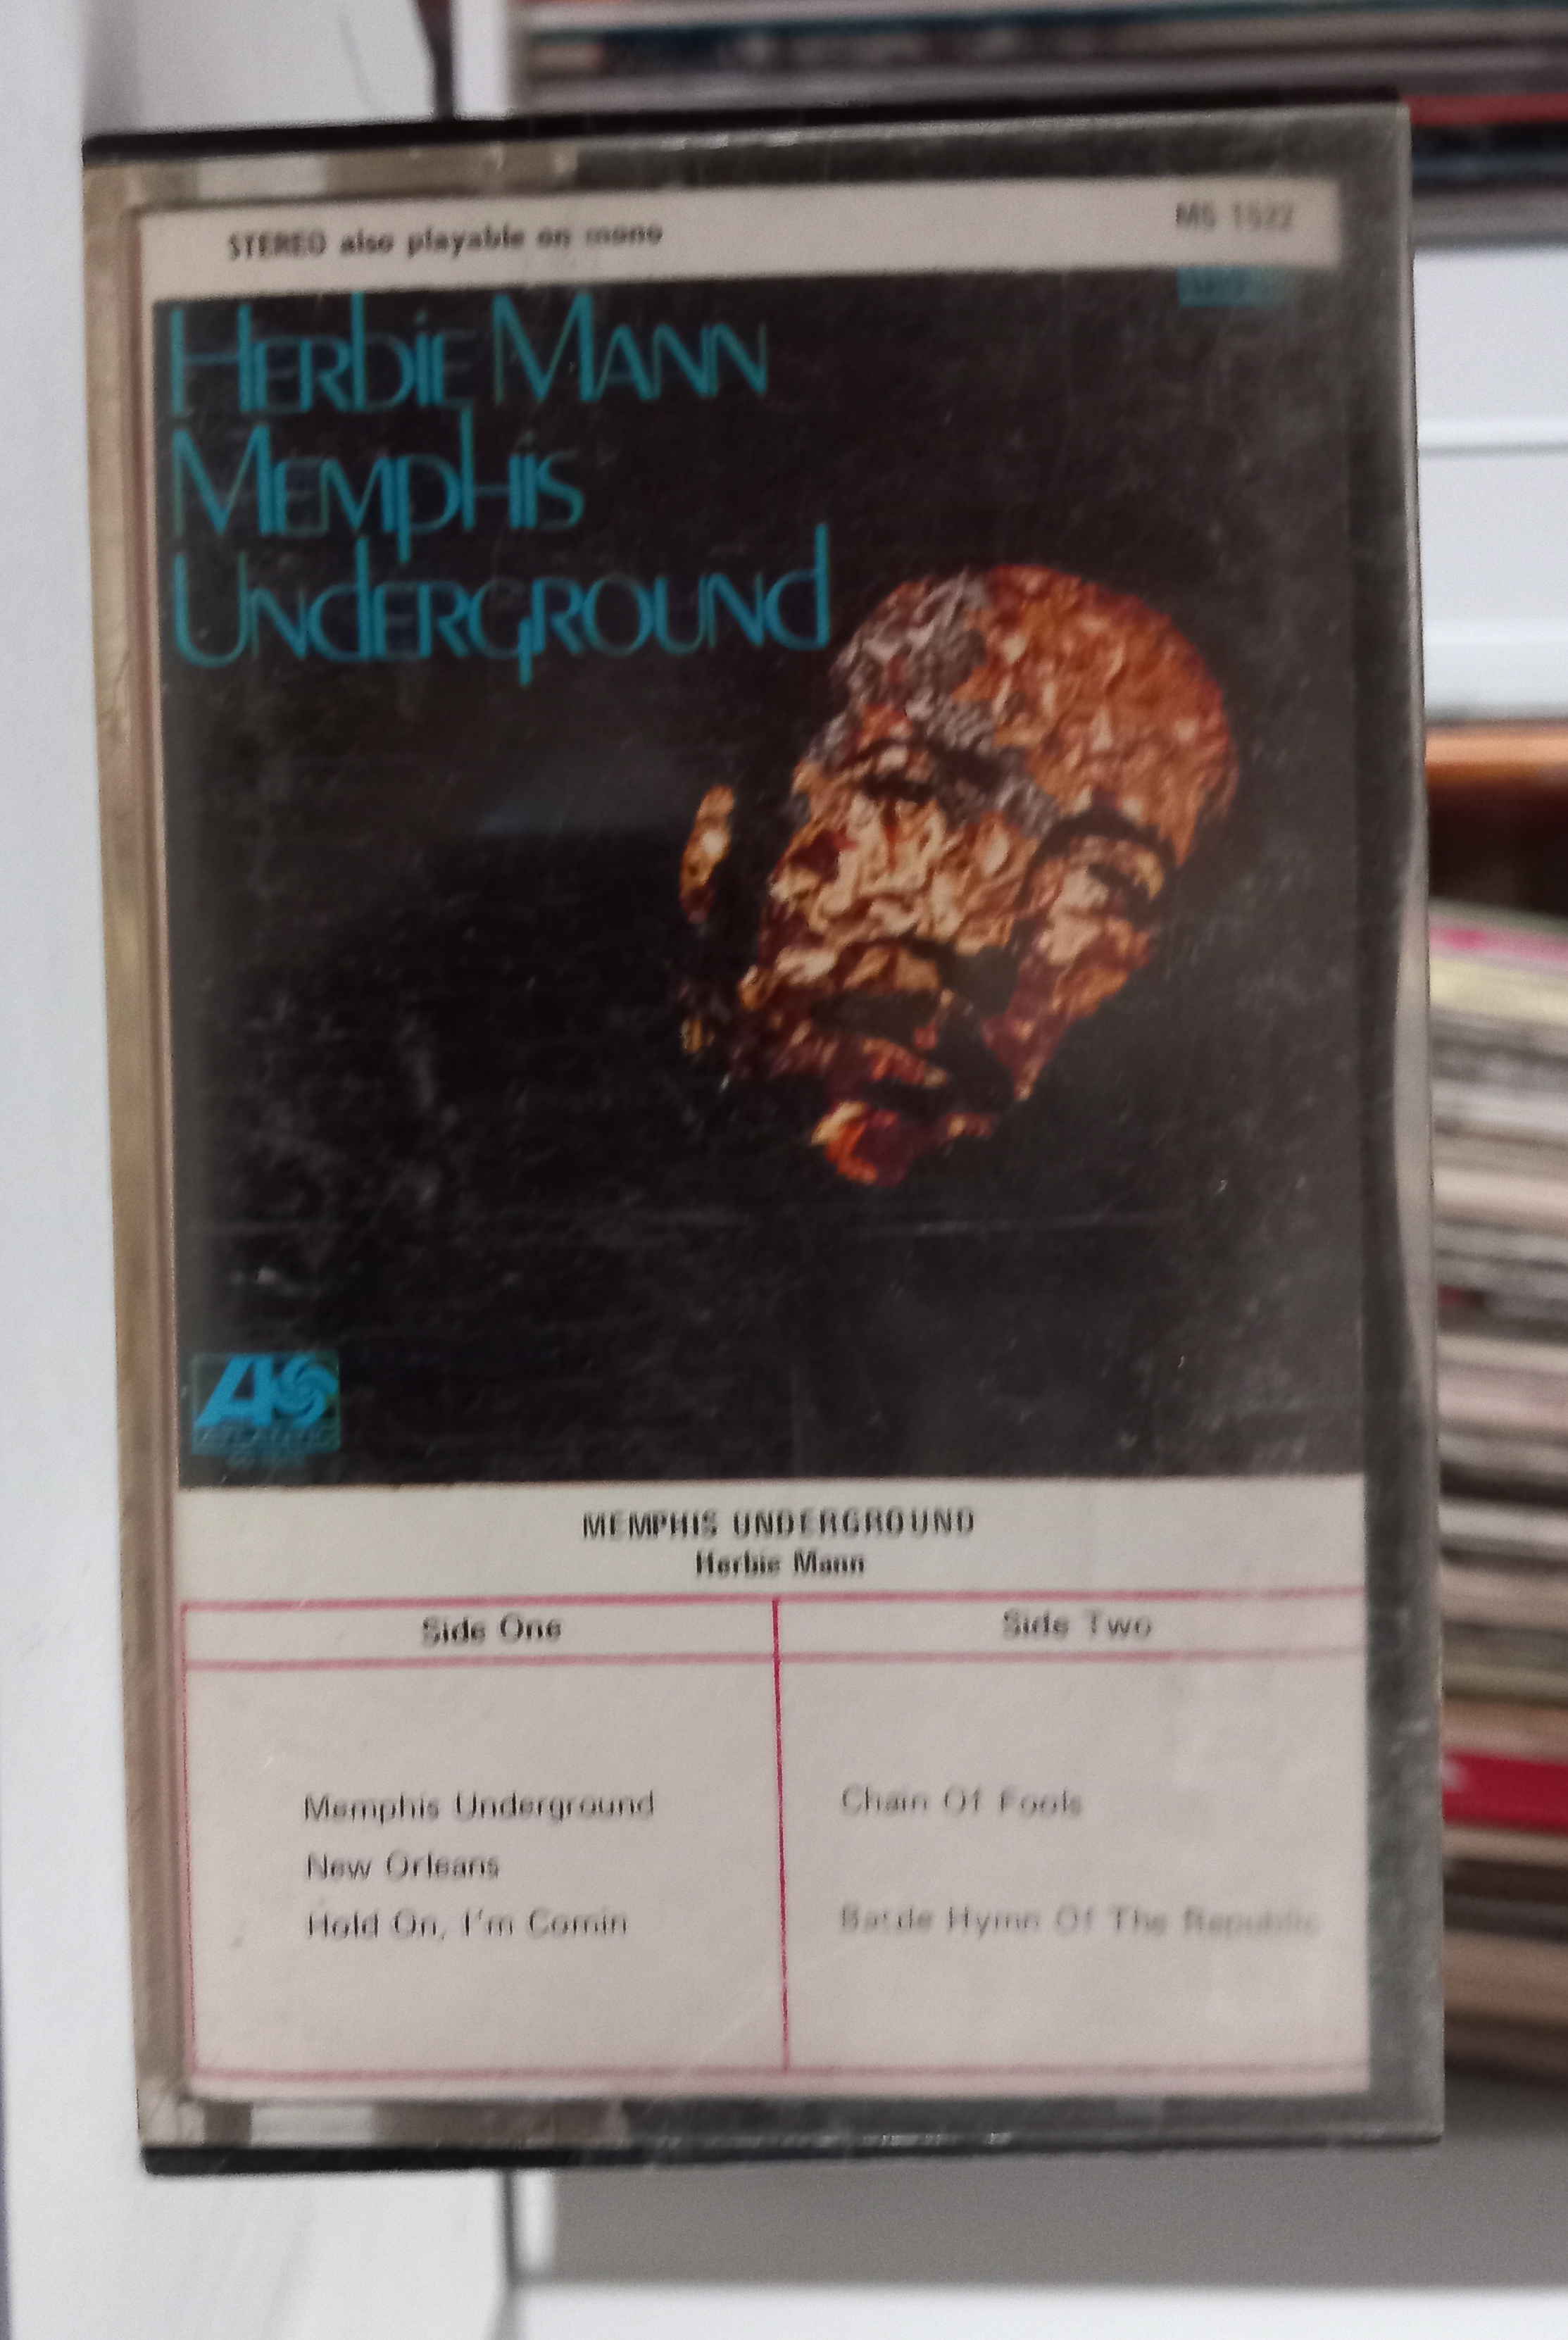 STEREO also playable on mono
MS 1522
HERbiE MANN
MEMphis
UNdERGROUNd
MEMPHIS UNDERGROUND
Herbie Mann
Side One
Side Two
Memphis Underground
Chain Of Fools
New Orleans
Hold On, I'm Comin
Battle Hymn Of The Republic